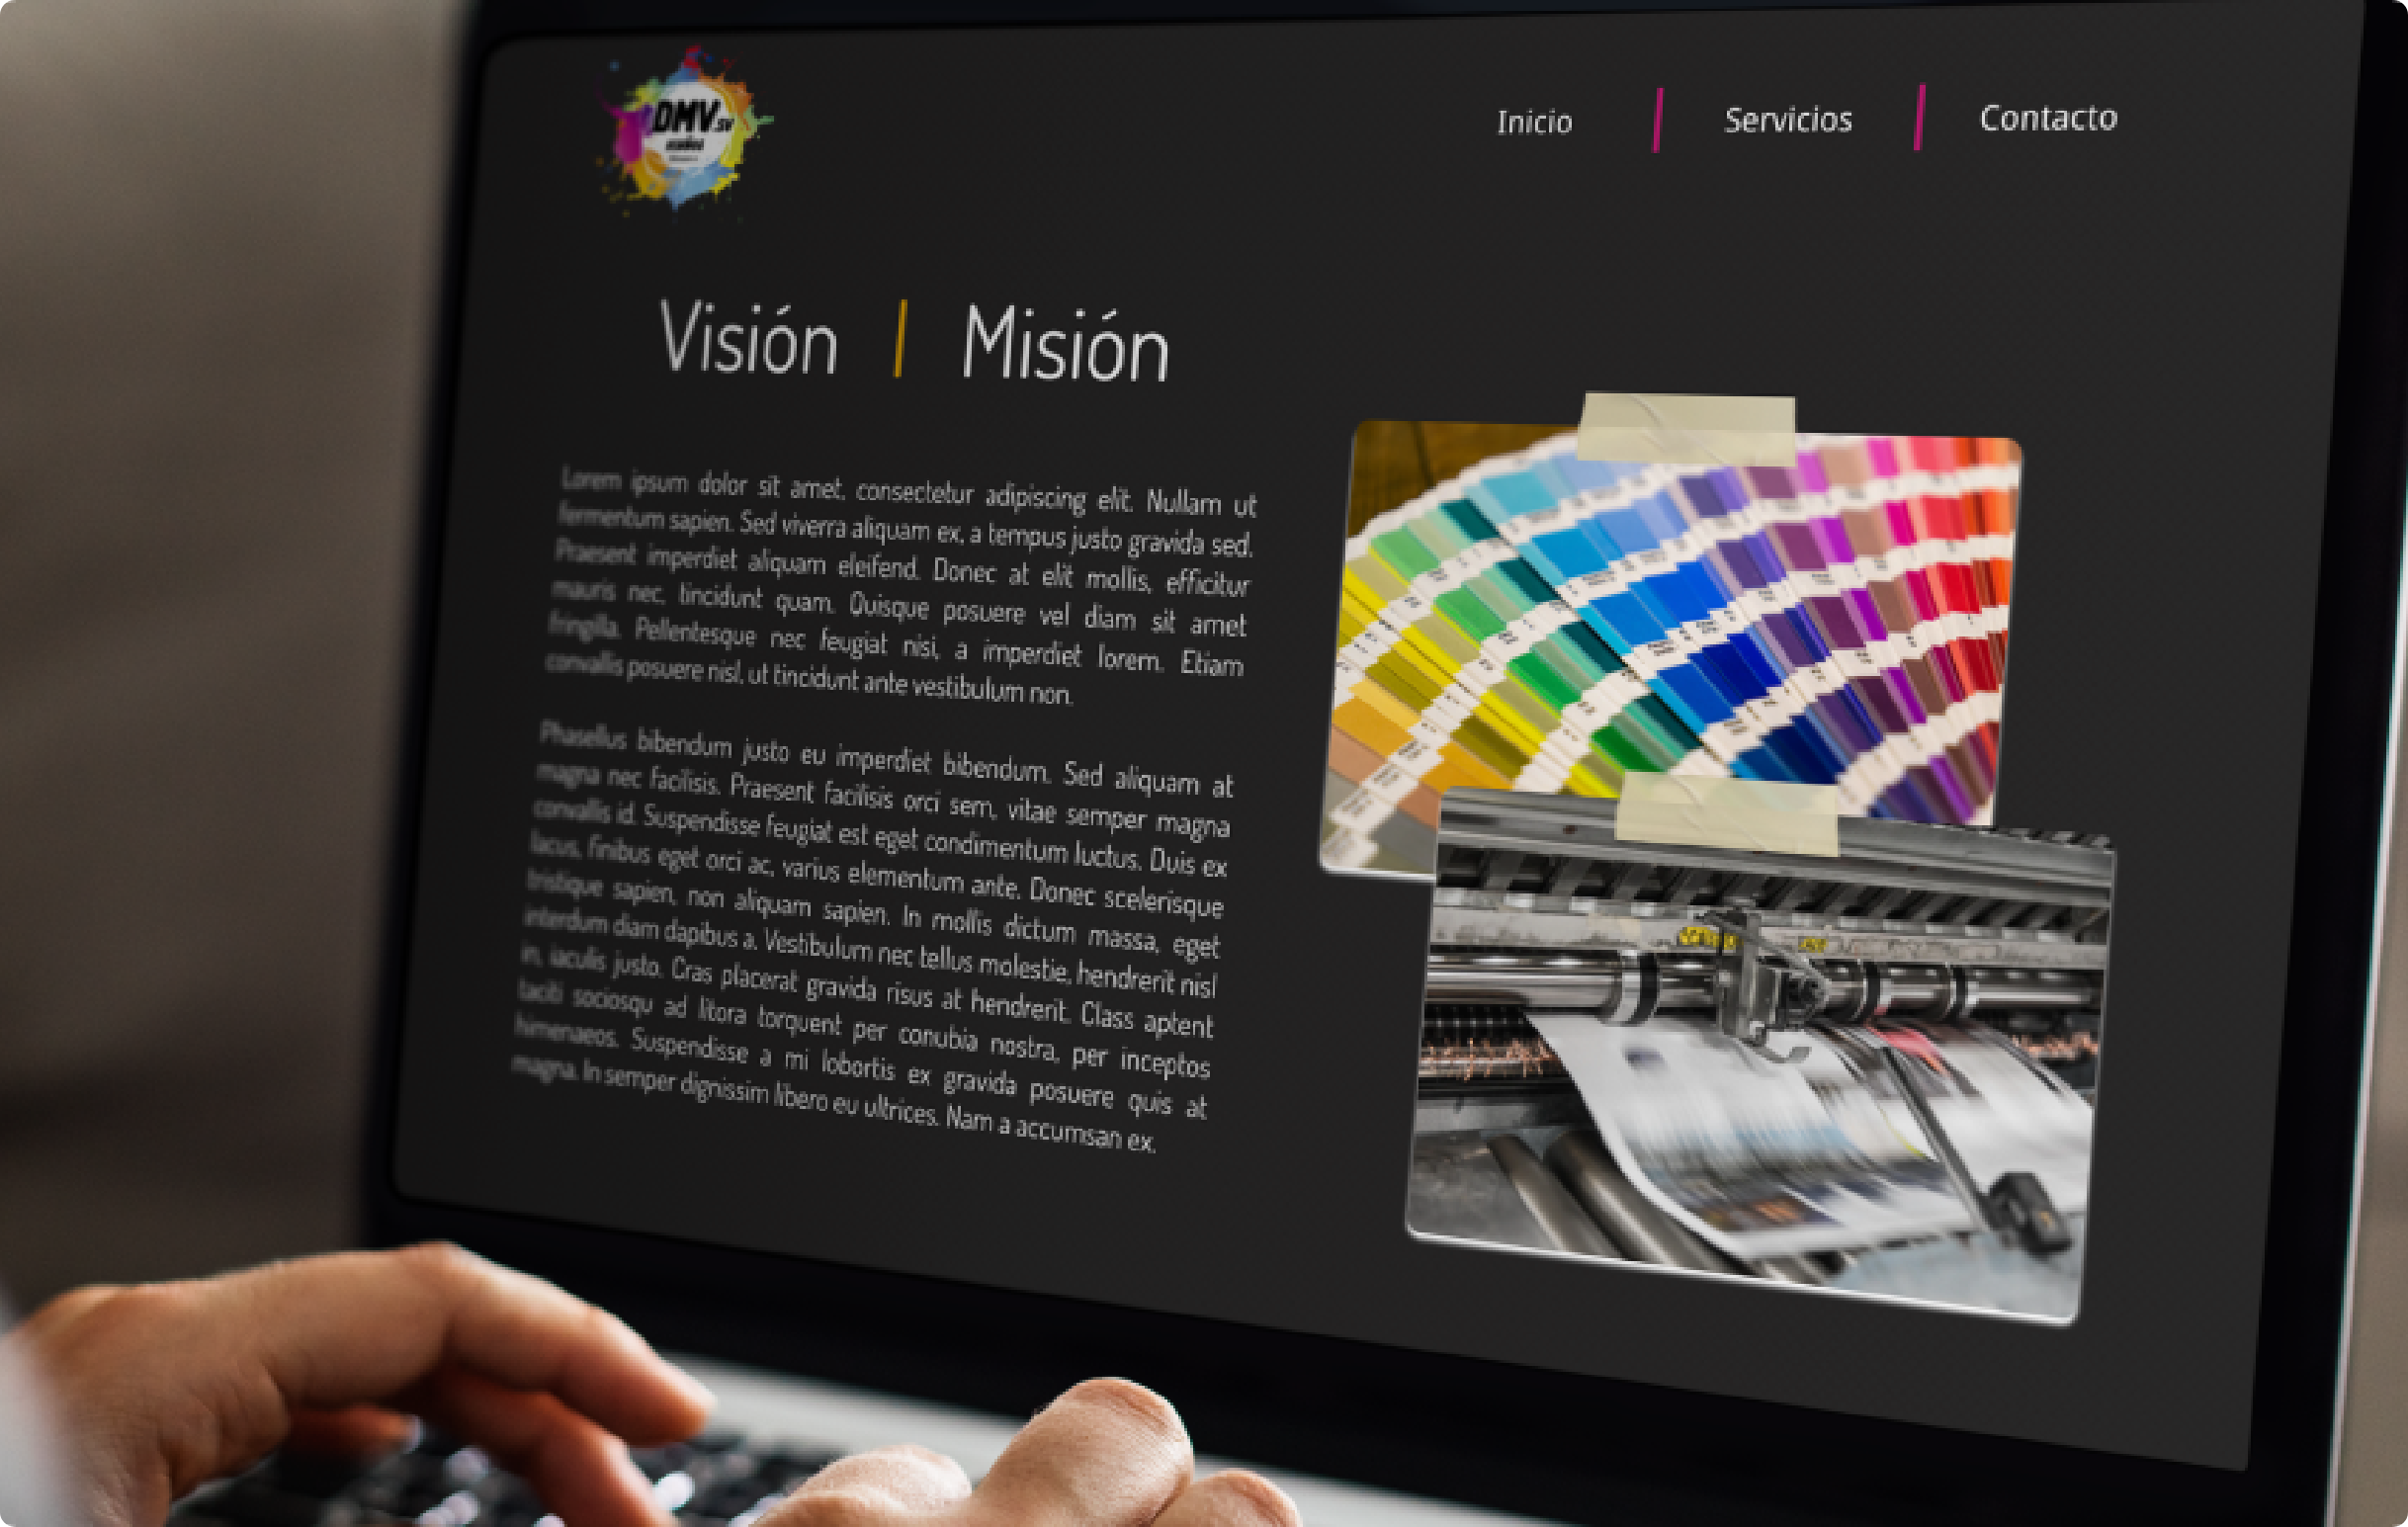 DMV.SV
Inicio
Servicios
Contacto
Visión
Misión
Lorem ipsum dolor sit amet, consectetur adipiscing elit. Nullam ut
fermentum sapien. Sed viverra aliquam ex, a tempus justo gravida sed.
Praesent imperdiet aliquam eleifend. Donec at elit mollis, efficitur
mauris nec, tincidunt quam. Quisque posuere vel diam sit amet
fringilla. Pellentesque nec feugiat nisi, a imperdiet lorem. Etiam
convallis posuere nisl, ut tincidunt ante vestibulum non.
Phasellus bibendum justo eu imperdiet bibendum. Sed aliquam at
magna nec facilisis. Praesent facilisis orci sem, vitae semper magna
convallis id. Suspendisse feugiat est eget condimentum luctus. Duis ex
lacus, finibus eget orci ac, varius elementum ante. Donec scelerisque
tristique sapien, non aliquam sapien. In mollis dictum massa, eget
interdum diam dapibus a. Vestibulum nec tellus molestie, hendrerit nisl
in, iaculis justo. Cras placerat gravida risus at hendrerit. Class aptent
taciti sociosqu ad litora torquent per conubia nostra, per inceptos
himenaeos. Suspendisse a mi lobortis ex gravida posuere quis at
magna. In semper dignissim libero eu ultrices. Nam a accumsan ex.